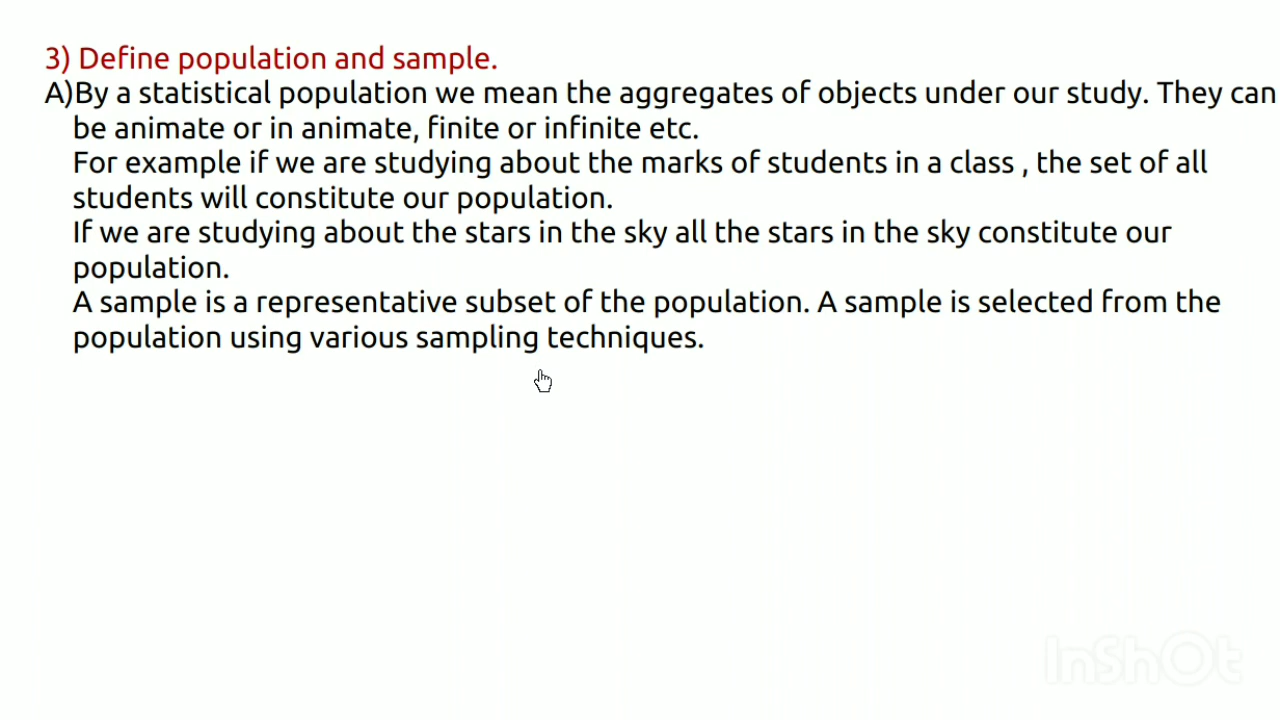 3) Define population and sample.
A)By a statistical population we mean the aggregates of objects under our study. They can
be animate or in animate, finite or infinite etc.
For example if we are studying about the marks of students in a class , the set of all
students will constitute our population.
If we are studying about the stars in the sky all the stars in the sky constitute our
population.
A sample is a representative subset of the population. A sample is selected from the
population using various sampling techniques.
InShOt